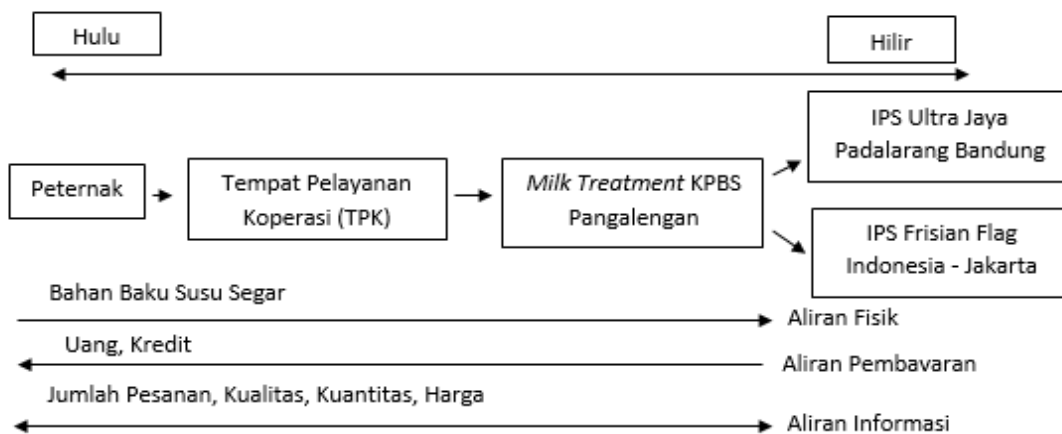 Hulu
Hilir
IPS Ultra Jaya
Padalarang Bandung
Peternak
Tempat Pelayanan
Koperasi (TPK)
Milk Treatment KPBS
Pangalengan
IPS Frisian Flag
Indonesia - Jakarta
Bahan Baku Susu Segar
Aliran Fisik
Uang, Kredit
Aliran Pembavaran
Jumlah Pesanan, Kualitas, Kuantitas, Harga
Aliran Informasi